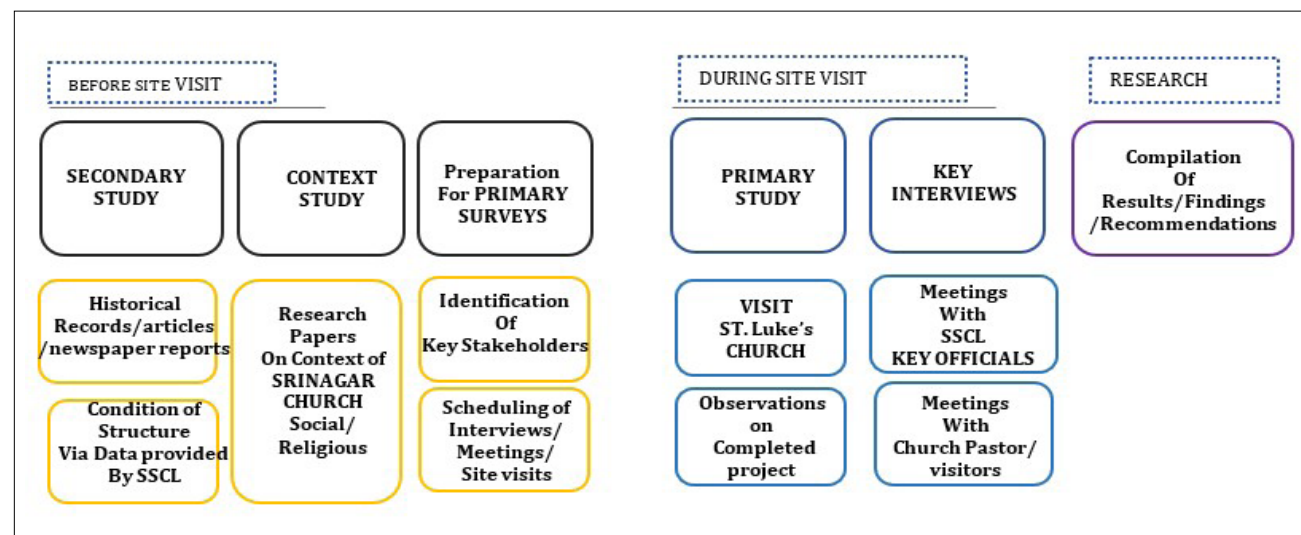 BEFORE SITE VISIT
SECONDARY
STUDY
CONTEXT
STUDY
Preparation
For PRIMARY
SURVEYS
Historical
Records/articles
/newspaper reports
Condition of
Structure
Via Data provided
By SSCL
Research
Papers
On Context of
SRINAGAR
CHURCH
Social/
Religious
Identification
Of
Key Stakeholders
Scheduling of
Interviews/
Meetings/
Site visits
DURING SITE VISIT
PRIMARY
STUDY
KEY
INTERVIEWS
VISIT
ST. Luke's
CHURCH
Observations
on
Completed
project
Meetings
With
SSCL
KEY OFFICIALS
Meetings
With
Church Pastor/
visitors
RESEARCH
Compilation
Of
Results/Findings
/Recommendations